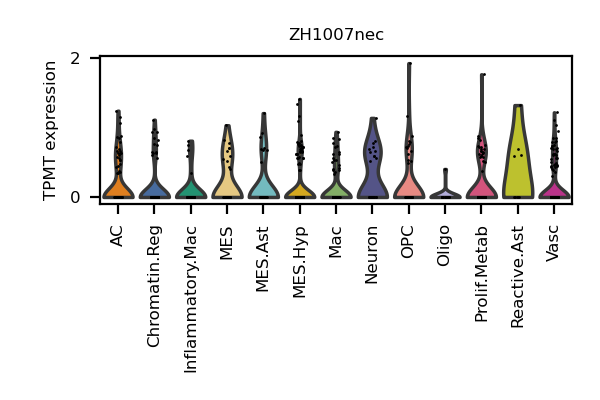 ZH1007nec
TPMT expression
2
0
AC
Chromatin.Reg
Inflammatory.Mac
MES
MES.Ast
MES.Hyp
Mac
Neuron
OPC
Oligo
Prolif.Metab
Reactive.Ast
Vasc